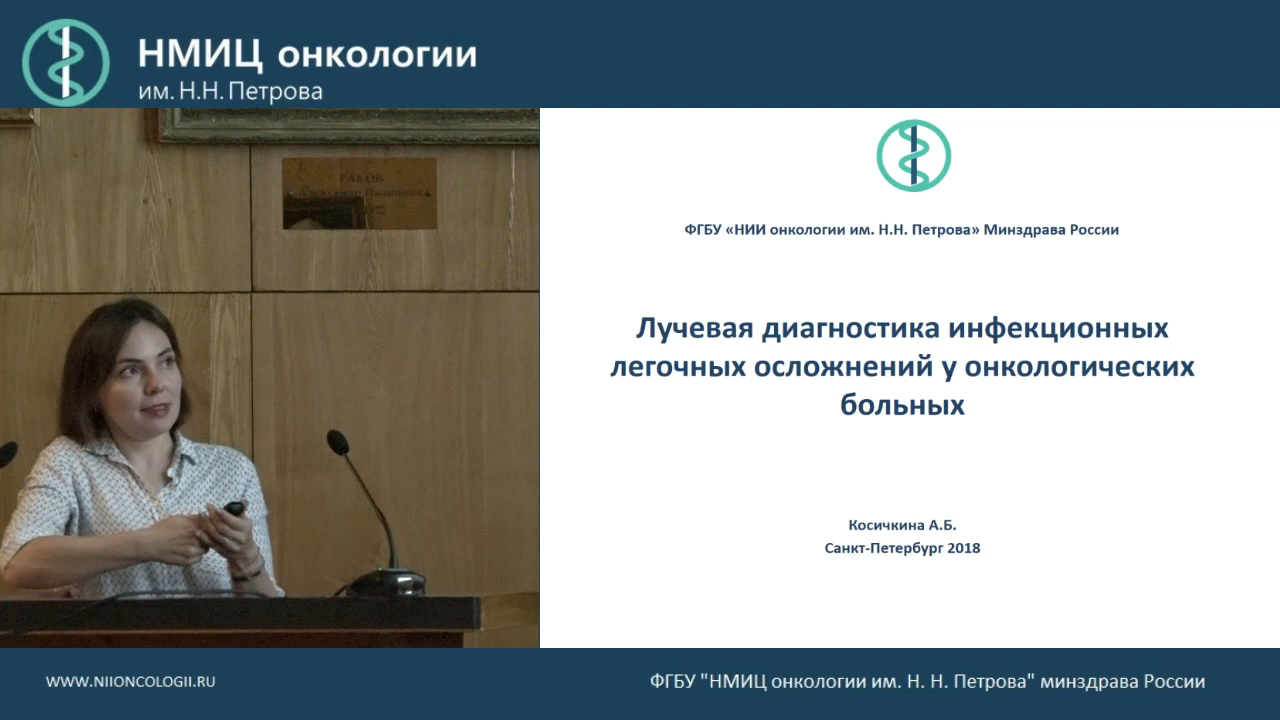 НМИЦ онкологии
им. Н.Н. Петрова
РАКОВ
ФГБУ «НИИ онкологии им. Н.Н. Петрова» Минздрава России
Лучевая диагностика инфекционных
легочных осложнений у онкологических
больных
Косичкина А.Б.
Санкт-Петербург 2018
WWW.NIIONCOLOGII.RU
ФГБУ "НМИЦ онкологии им. Н. Н. Петрова" минздрава России